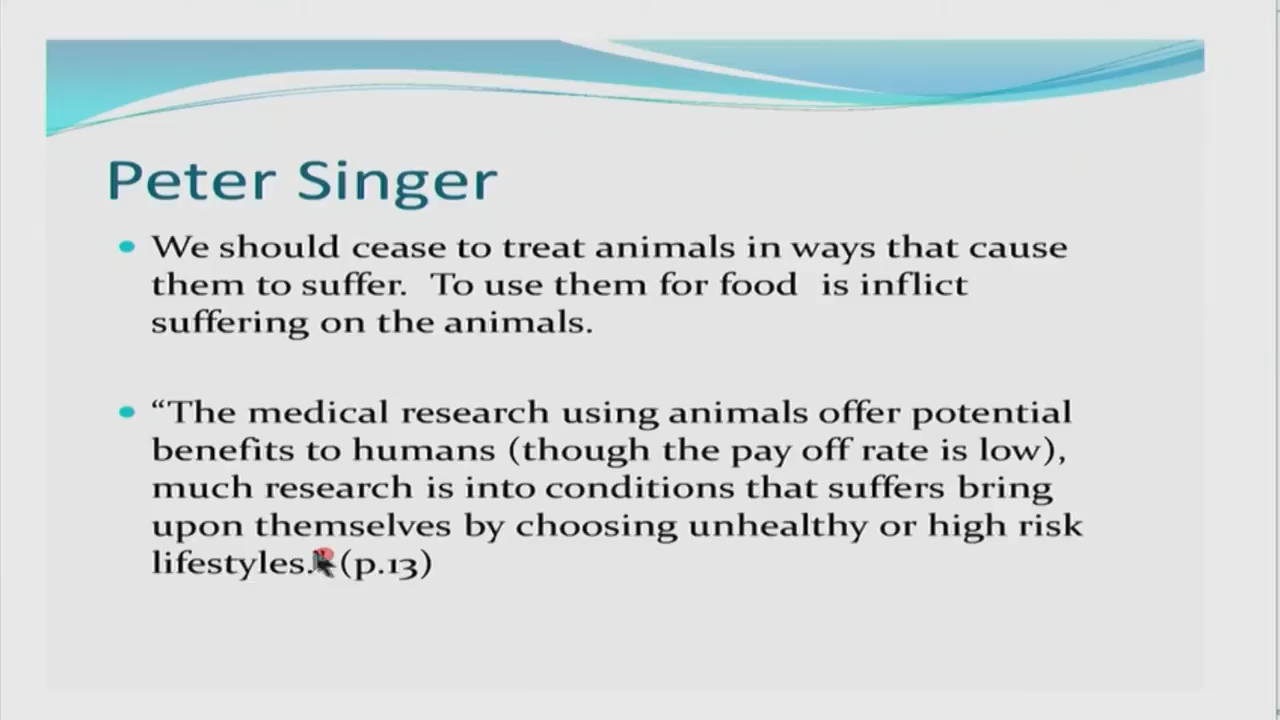 Peter Singer
We should cease to treat animals in ways that cause
them to suffer. To use them for food is inflict
suffering on the animals.
“The medical research using animals offer potential
benefits to humans (though the pay off rate is low),
much research is into conditions that suffers bring
upon themselves by choosing unhealthy or high risk
lifestyles.” (p.13)